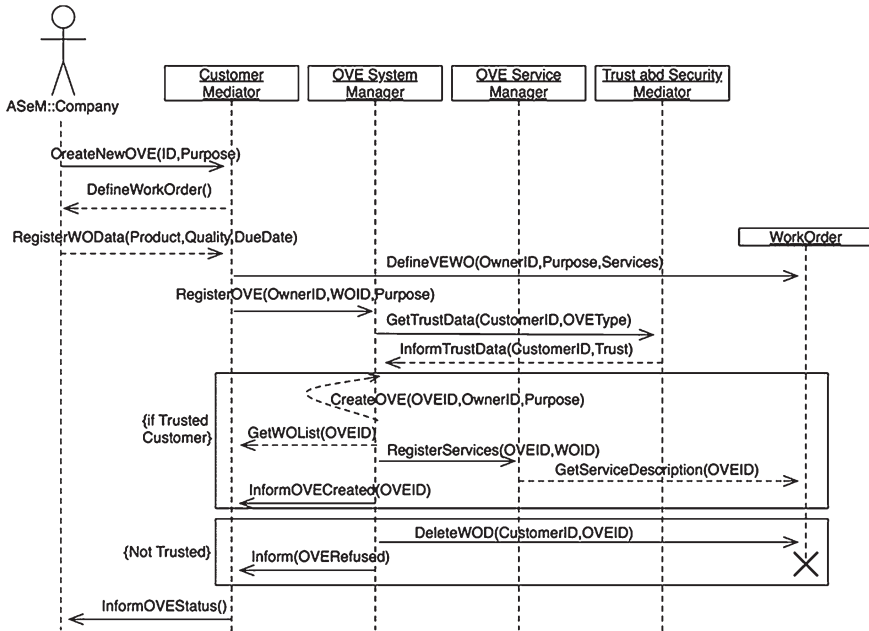 Customer
Mediator
OVE System
Manager
OVE Service
Manager
Trust abd Security
Mediator
ASeM::Company
CreateNewOVE(ID,Purpose)
DefineWorkOrder()
RegisterWOData(Product,Quality,DueDate)
WorkOrder
DefineVEWO(OwnerID,Purpose,Services)
RegisterOVE(OwnerID,WOID,Purpose)
GetTrustData(CustomerID,OVEType)
InformTrustData(CustomerID,Trust)
CreateOVE(OVEID,OwnerID,Purpose)
{if Trusted
Customer}
GetWOList(OVEID)
RegisterServices(OVEID,WOID)
GetServiceDescription(OVEID)
InformOVECreated(OVEID)
DeleteWOD(CustomerID,OVEID)
{Not Trusted}
Inform(OVERefused)
InformOVEStatus()